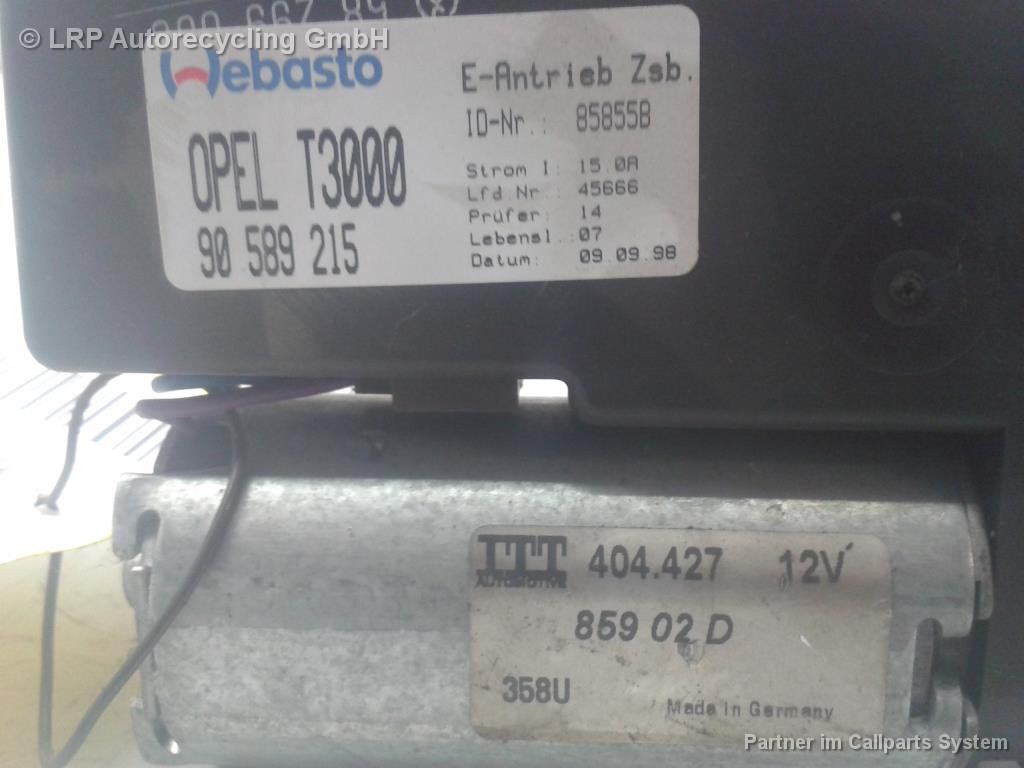 667 89
© LRP Autorecycling GmbH
Webasto
E-Antrieb Zsb.
ID-Nr.: 85855B
OPEL T3000
90 589 215
Strom I: 15.0A
Lfd.Nr.: 45666
Prüfer: 14
Lebensl.:07
Datum: 09.09.98
ITT
AUTOMOTIVE
404.427 12V
859 02 D
358U
Made in Germany
Partner im Callparts System